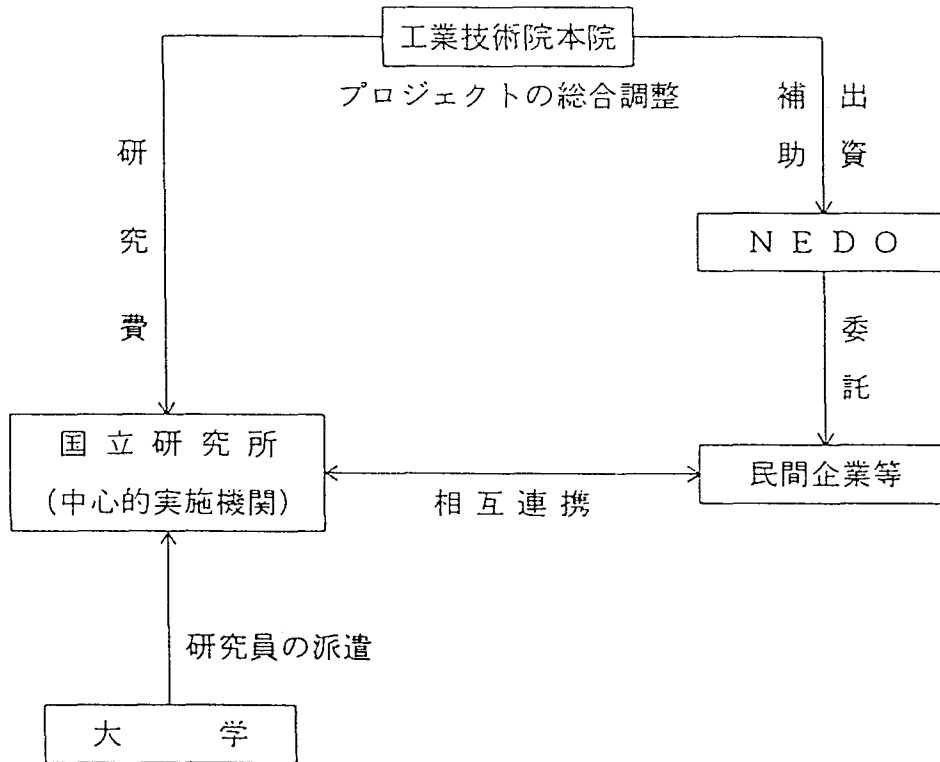 工業技術院本院
プロジェクトの総合調整
研究費
補助
出資
NEDO
委託
国立研究所
(中心的実施機関)
相互連携
民間企業等
研究員の派遣
大学